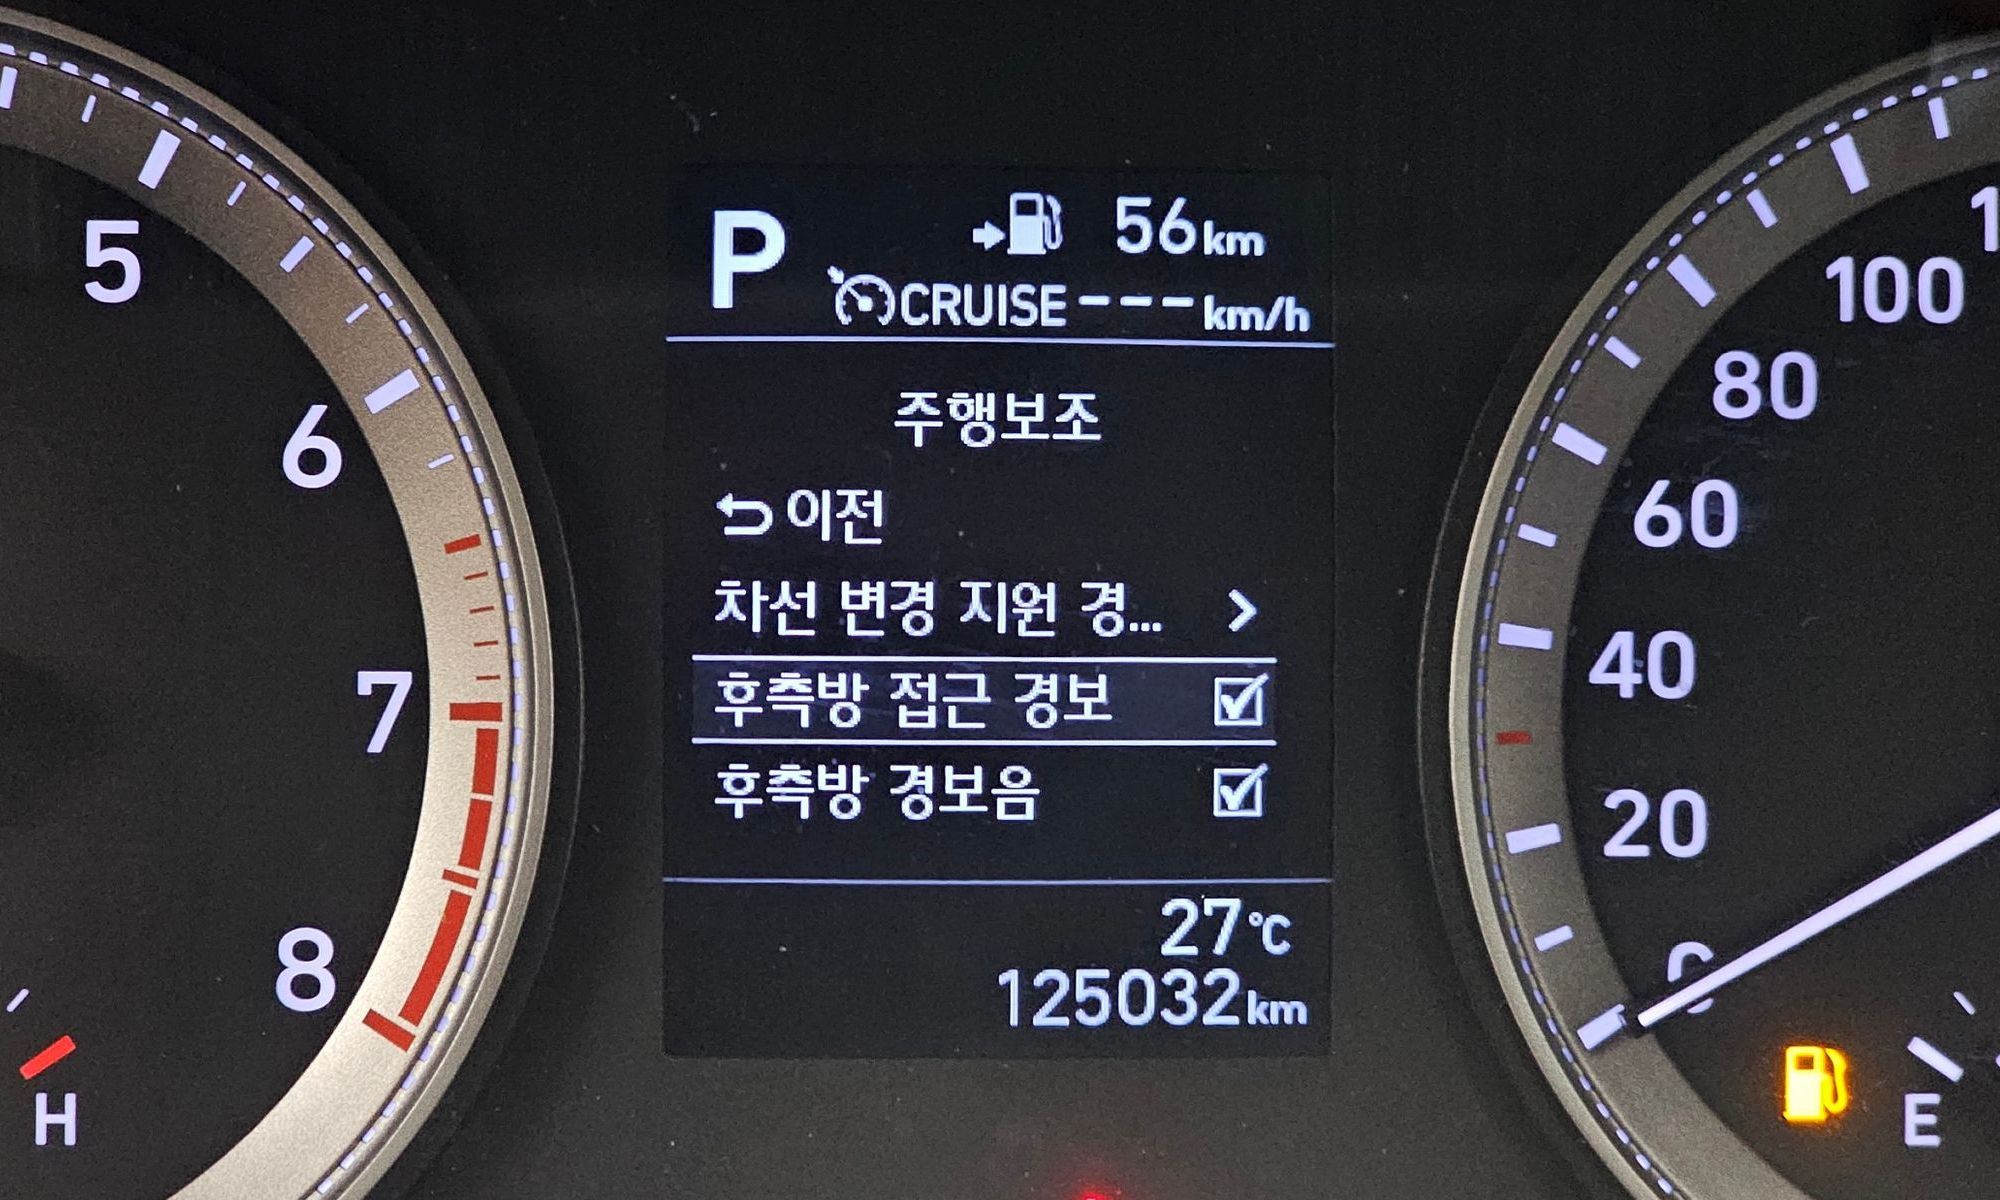 P
56km
CRUISE ---km/h
주행보조
이전
차선 변경 지원 경...
후측방 접근 경보
후측방 경보음
27℃
125032km
5
6
7
8
H
100
80
60
40
20
0
E